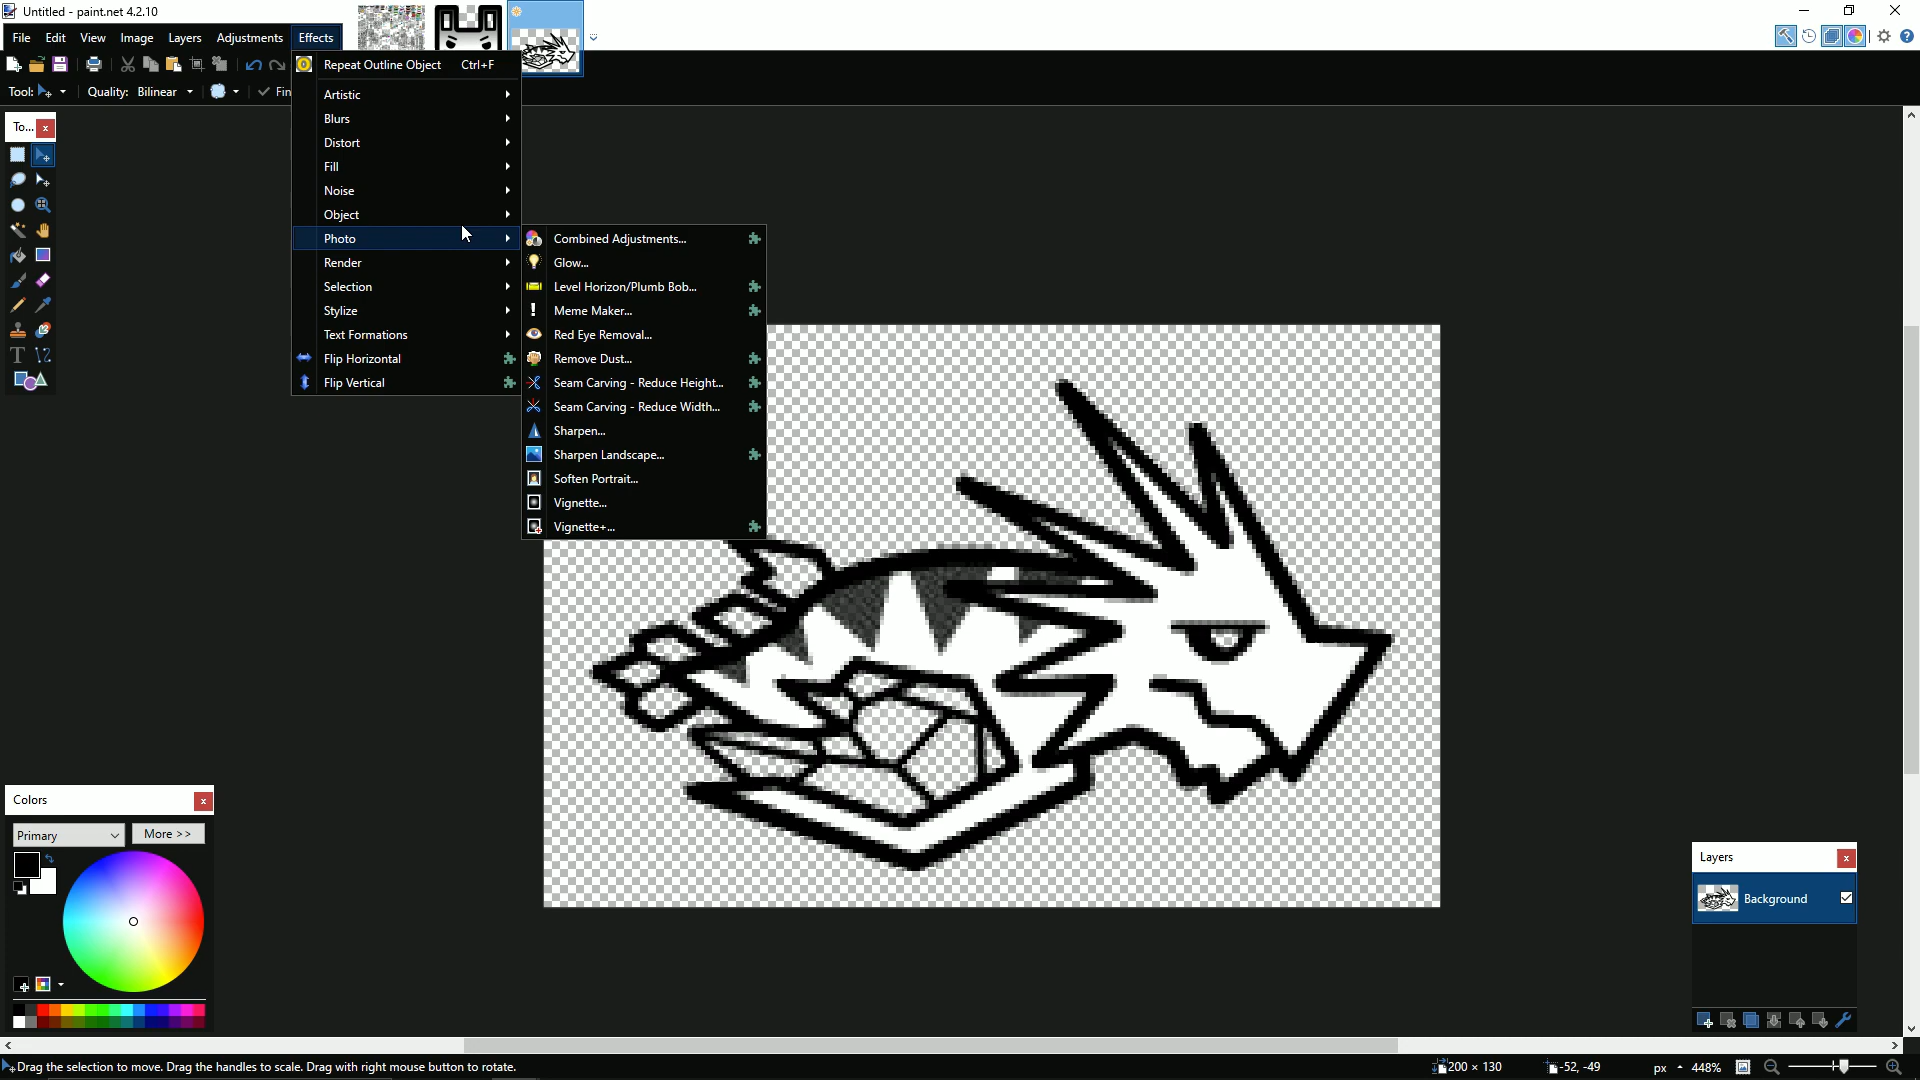 Untitled - paint.net 4.2.10
File Edit View Image Layers Adjustments Effects
Repeat Outline Object Ctrl+F
Tool: Quality: Bilinear Fin
Artistic
Blurs
Distort
Fill
Noise
Object
Photo
Render
Selection
Stylize
Text Formations
Flip Horizontal
Flip Vertical
Combined Adjustments...
Glow...
Level Horizon/Plumb Bob...
Meme Maker...
Red Eye Removal...
Remove Dust...
Seam Carving - Reduce Height...
Seam Carving - Reduce Width...
Sharpen...
Sharpen Landscape...
Soften Portrait...
Vignette...
Vignette+...
To...
Colors
Primary More >>
Layers
Background
Drag the selection to move. Drag the handles to scale. Drag with right mouse button to rotate.
200 × 130 -52, -49 px 448%